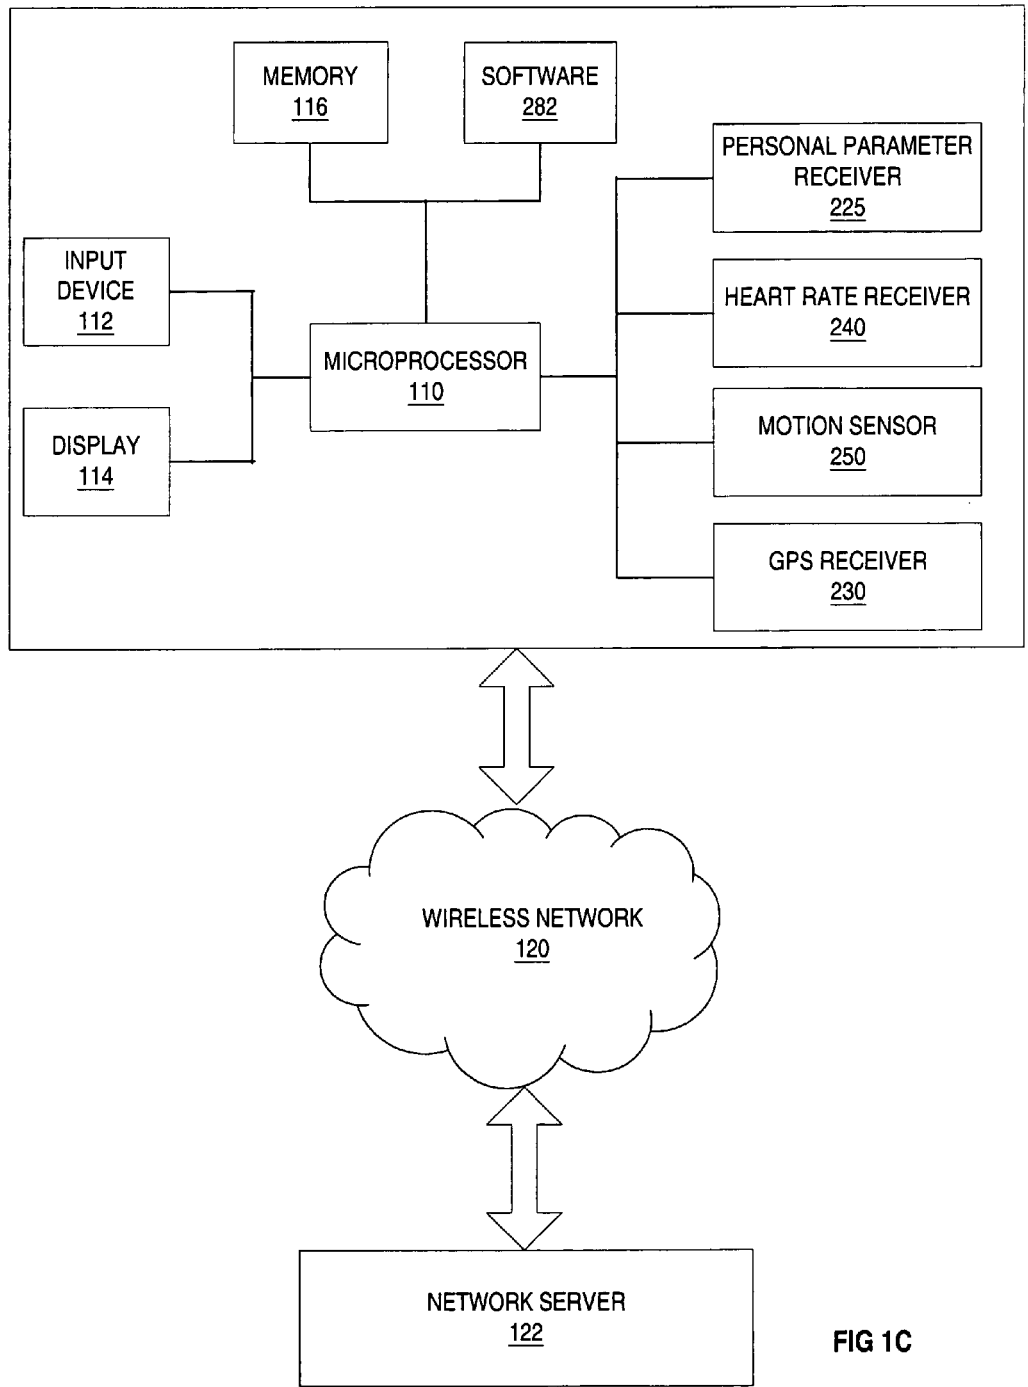 MEMORY
116
SOFTWARE
282
PERSONAL PARAMETER
RECEIVER
225
INPUT
DEVICE
112
HEART RATE RECEIVER
240
MICROPROCESSOR
110
DISPLAY
114
MOTION SENSOR
250
GPS RECEIVER
230
WIRELESS NETWORK
120
NETWORK SERVER
122
FIG 1C